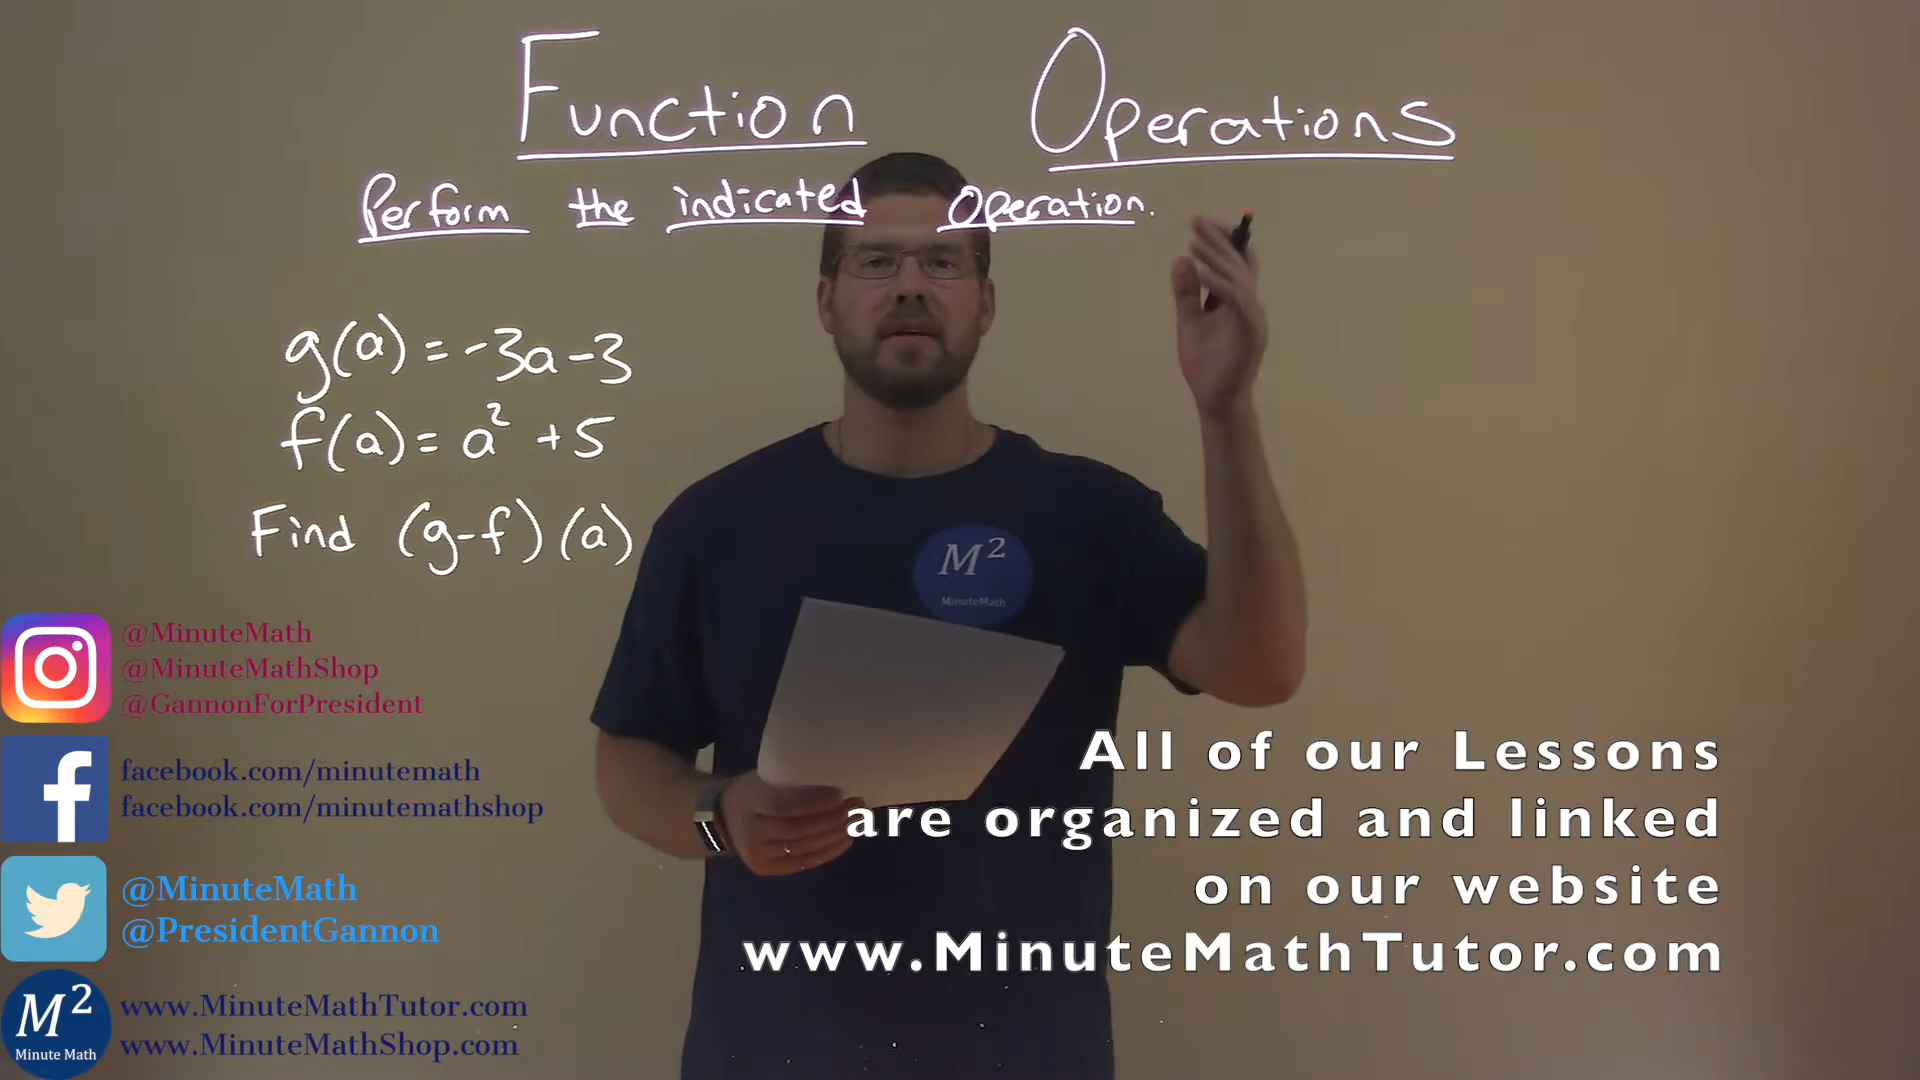 Function Operations
Perform the indicated Operation.
g(a) = -3a - 3
f(a) = a² + 5
Find (g-f)(a)
M²
MinuteMath
@MinuteMath
@MinuteMathShop
@GannonForPresident
facebook.com/minutemath
facebook.com/minutemathshop
@MinuteMath
@PresidentGannon
M²
Minute Math
www.MinuteMathTutor.com
www.MinuteMathShop.com
All of our Lessons
are organized and linked
on our website
www.MinuteMathTutor.com